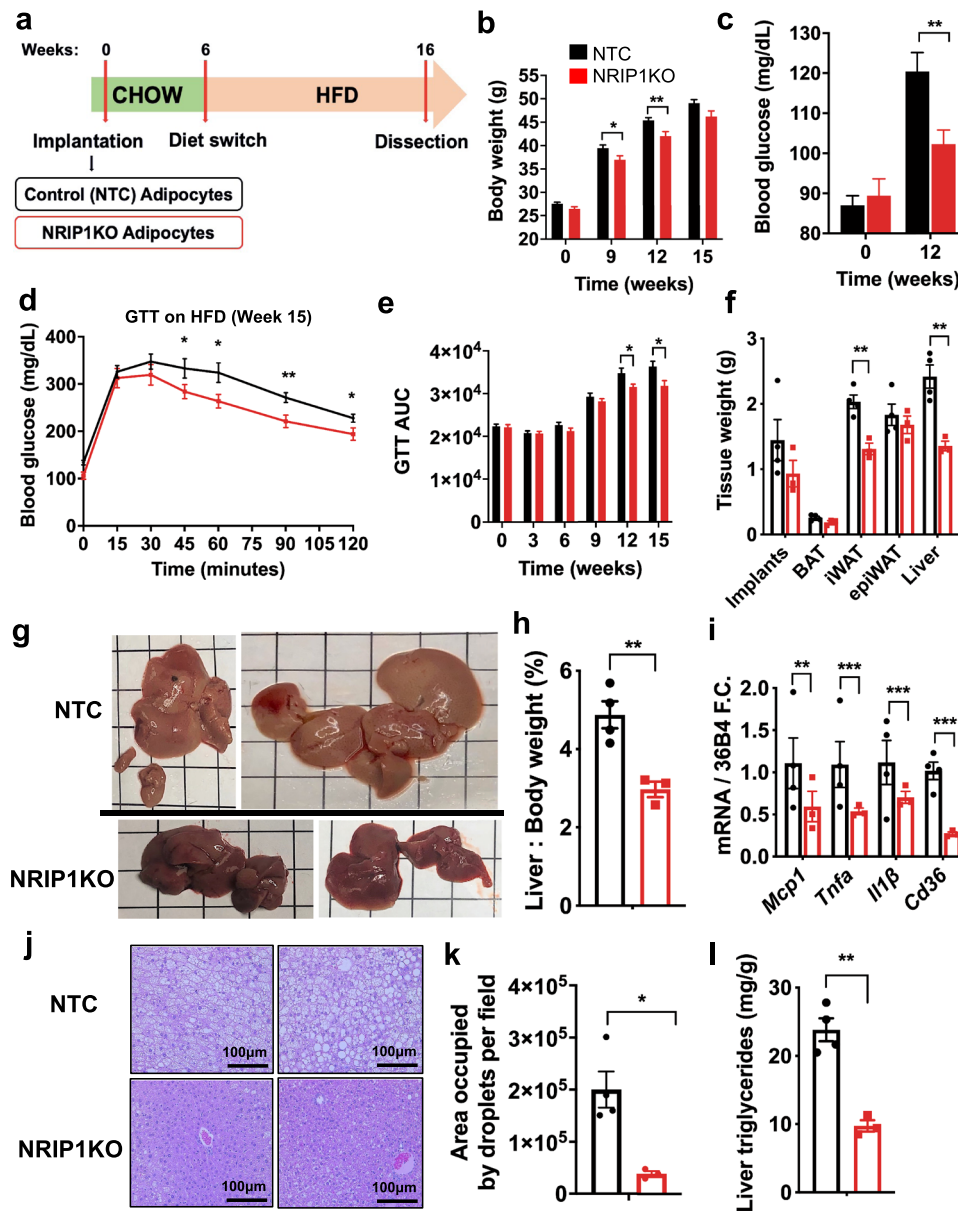 a
Weeks: 0 6 16
CHOW HFD
Implantation Diet switch Dissection
Control (NTC) Adipocytes
NRIP1KO Adipocytes
b
NTC
NRIP1KO
Body weight (g)
55
50
45
40
35
30
25
20
* **
0 9 12 15
Time (weeks)
c
Blood glucose (mg/dL)
**
130
120
110
100
90
80
0 12
Time (weeks)
d
GTT on HFD (Week 15)
Blood glucose (mg/dL)
400
300
200
100
0
* * ** *
0 15 30 45 60 75 90 105 120
Time (minutes)
e
GTT AUC
4×10⁴
3×10⁴
2×10⁴
1×10⁴
0
* *
0 3 6 9 12 15
Time (weeks)
f
Tissue weight (g)
3
2
1
0
** **
Implants BAT iWAT epiWAT Liver
g
NTC
NRIP1KO
h
Liver : Body weight (%)
6
4
2
0
**
i
mRNA / 36B4 F.C.
2.0
1.5
1.0
0.5
0.0
** *** *** ***
Mcp1 Tnfa Il1β Cd36
j
NTC
100μm 100μm
NRIP1KO
100μm 100μm
k
Area occupied
by droplets per field
4×10⁵
3×10⁵
2×10⁵
1×10⁵
0
*
l
Liver triglycerides (mg/g)
30
20
10
0
**